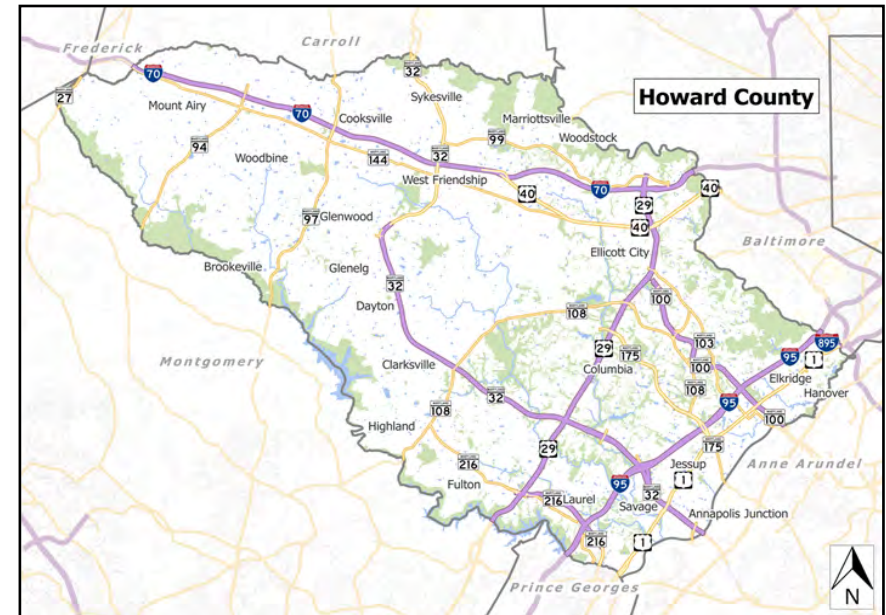 Frederick
Carroll
Howard County
70
32
27
Mount Airy
Sykesville
70
Cooksville
Marriottsville
94
99
Woodstock
Woodbine
144
32
West Friendship
70
40
40
29
97
Glenwood
40
Baltimore
Ellicott City
Brookeville
Glenelg
32
100
Dayton
108
103
895
Montgomery
29
175
95
1
Clarksville
Columbia
100
Elkridge
32
108
Hanover
108
95
100
Highland
29
175
216
Jessup
Anne Arundel
Fulton
95
1
32
216
Laurel
Savage
Annapolis Junction
216
1
Prince Georges
N